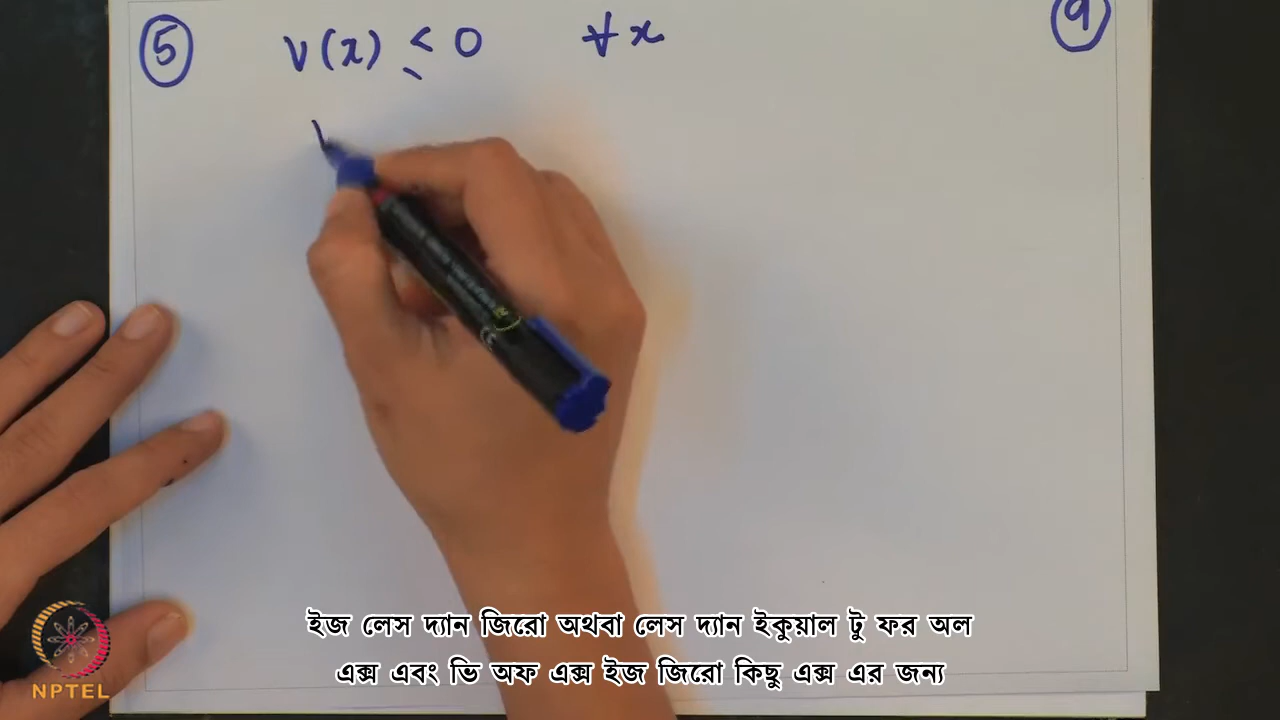 ⑤ V(x) ≤ 0 ∀ x ⑨
ইজ লেস দ্যান জিরো অথবা লেস দ্যান ইকুয়াল টু ফর অল
এক্স এবং ভি অফ এক্স ইজ জিরো কিছু এক্স এর জন্য
NPTEL